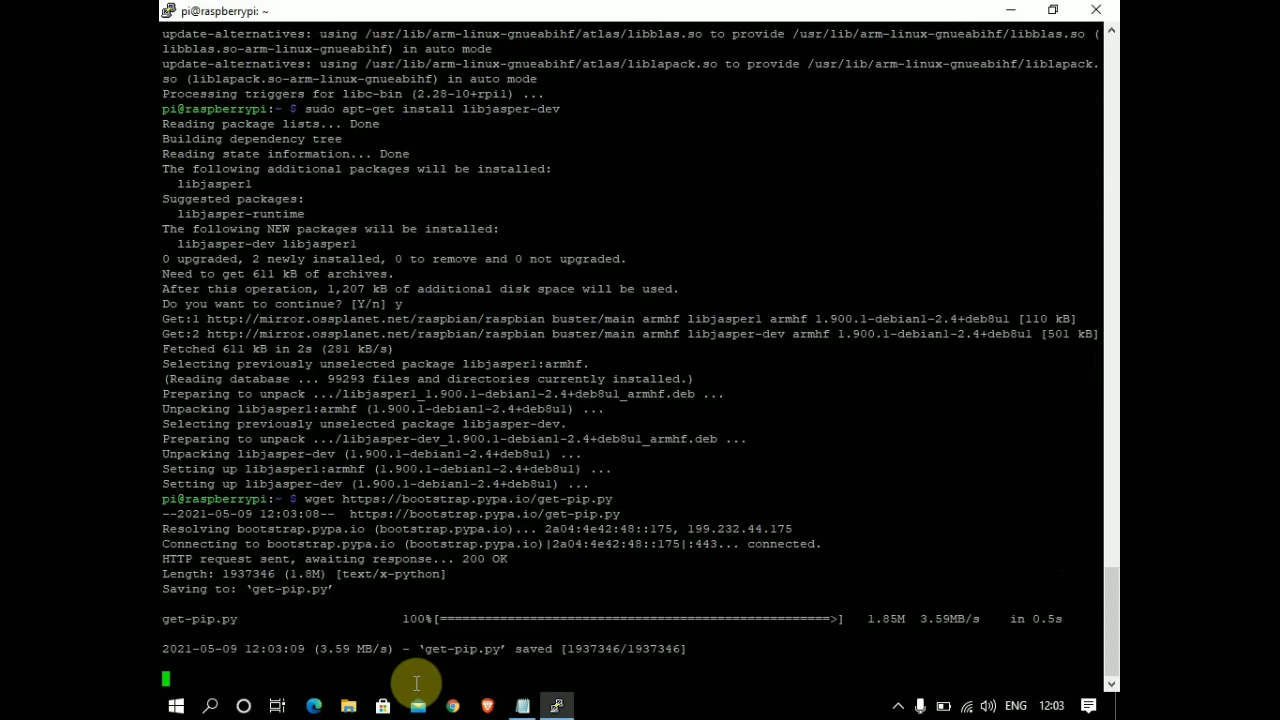 pi@raspberrypi: ~
update-alternatives: using /usr/lib/arm-linux-gnueabihf/atlas/libblas.so to provide /usr/lib/arm-linux-gnueabihf/libblas.so (
libblas.so-arm-linux-gnueabihf) in auto mode
update-alternatives: using /usr/lib/arm-linux-gnueabihf/atlas/liblapack.so to provide /usr/lib/arm-linux-gnueabihf/liblapack.
so (liblapack.so-arm-linux-gnueabihf) in auto mode
Processing triggers for libc-bin (2.28-10+rpi1) ...
pi@raspberrypi:~ $ sudo apt-get install libjasper-dev
Reading package lists... Done
Building dependency tree
Reading state information... Done
The following additional packages will be installed:
  libjasper1
Suggested packages:
  libjasper-runtime
The following NEW packages will be installed:
  libjasper-dev libjasper1
0 upgraded, 2 newly installed, 0 to remove and 0 not upgraded.
Need to get 611 kB of archives.
After this operation, 1,207 kB of additional disk space will be used.
Do you want to continue? [Y/n] y
Get:1 http://mirror.ossplanet.net/raspbian/raspbian buster/main armhf libjasper1 armhf 1.900.1-debian1-2.4+deb8u1 [110 kB]
Get:2 http://mirror.ossplanet.net/raspbian/raspbian buster/main armhf libjasper-dev armhf 1.900.1-debian1-2.4+deb8u1 [501 kB]
Fetched 611 kB in 2s (281 kB/s)
Selecting previously unselected package libjasper1:armhf.
(Reading database ... 99293 files and directories currently installed.)
Preparing to unpack .../libjasper1_1.900.1-debian1-2.4+deb8u1_armhf.deb ...
Unpacking libjasper1:armhf (1.900.1-debian1-2.4+deb8u1) ...
Selecting previously unselected package libjasper-dev.
Preparing to unpack .../libjasper-dev_1.900.1-debian1-2.4+deb8u1_armhf.deb ...
Unpacking libjasper-dev (1.900.1-debian1-2.4+deb8u1) ...
Setting up libjasper1:armhf (1.900.1-debian1-2.4+deb8u1) ...
Setting up libjasper-dev (1.900.1-debian1-2.4+deb8u1) ...
pi@raspberrypi:~ $ wget https://bootstrap.pypa.io/get-pip.py
--2021-05-09 12:03:08--  https://bootstrap.pypa.io/get-pip.py
Resolving bootstrap.pypa.io (bootstrap.pypa.io)... 2a04:4e42:48::175, 199.232.44.175
Connecting to bootstrap.pypa.io (bootstrap.pypa.io)|2a04:4e42:48::175|:443... connected.
HTTP request sent, awaiting response... 200 OK
Length: 1937346 (1.8M) [text/x-python]
Saving to: ‘get-pip.py’
get-pip.py 100%[====================================================>] 1.85M 3.59MB/s in 0.5s
2021-05-09 12:03:09 (3.59 MB/s) - ‘get-pip.py’ saved [1937346/1937346]
ENG 12:03